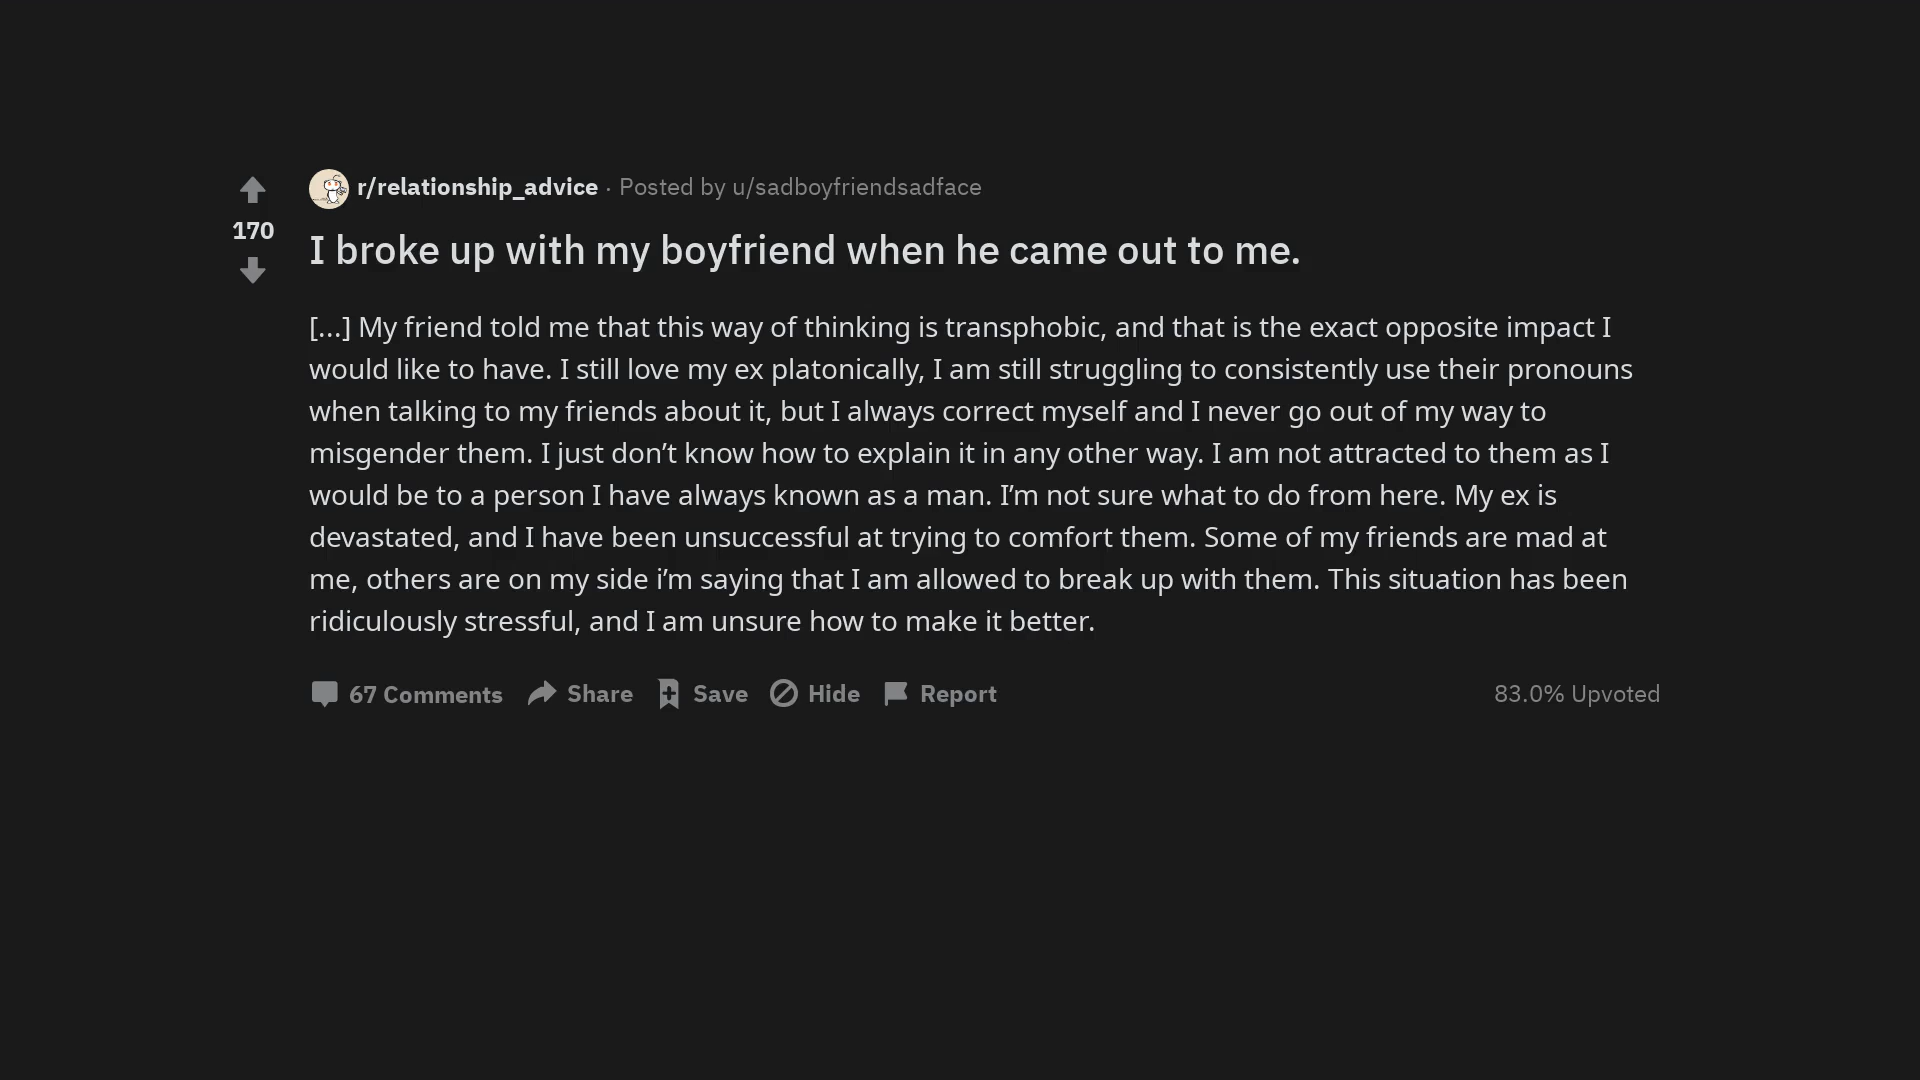 r/relationship_advice · Posted by u/sadboyfriendsadface
170
I broke up with my boyfriend when he came out to me.
[...] My friend told me that this way of thinking is transphobic, and that is the exact opposite impact I
would like to have. I still love my ex platonically, I am still struggling to consistently use their pronouns
when talking to my friends about it, but I always correct myself and I never go out of my way to
misgender them. I just don’t know how to explain it in any other way. I am not attracted to them as I
would be to a person I have always known as a man. I’m not sure what to do from here. My ex is
devastated, and I have been unsuccessful at trying to comfort them. Some of my friends are mad at
me, others are on my side i’m saying that I am allowed to break up with them. This situation has been
ridiculously stressful, and I am unsure how to make it better.
67 Comments Share Save Hide Report 83.0% Upvoted